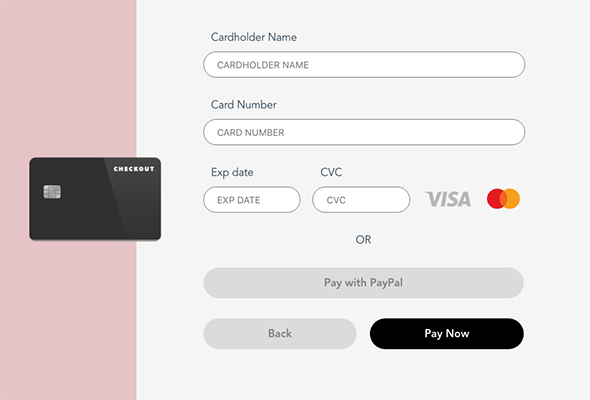 Cardholder Name
CARDHOLDER NAME
Card Number
CARD NUMBER
CHECKOUT
Exp date CVC
EXP DATE CVC VISA
OR
Pay with PayPal
Back Pay Now